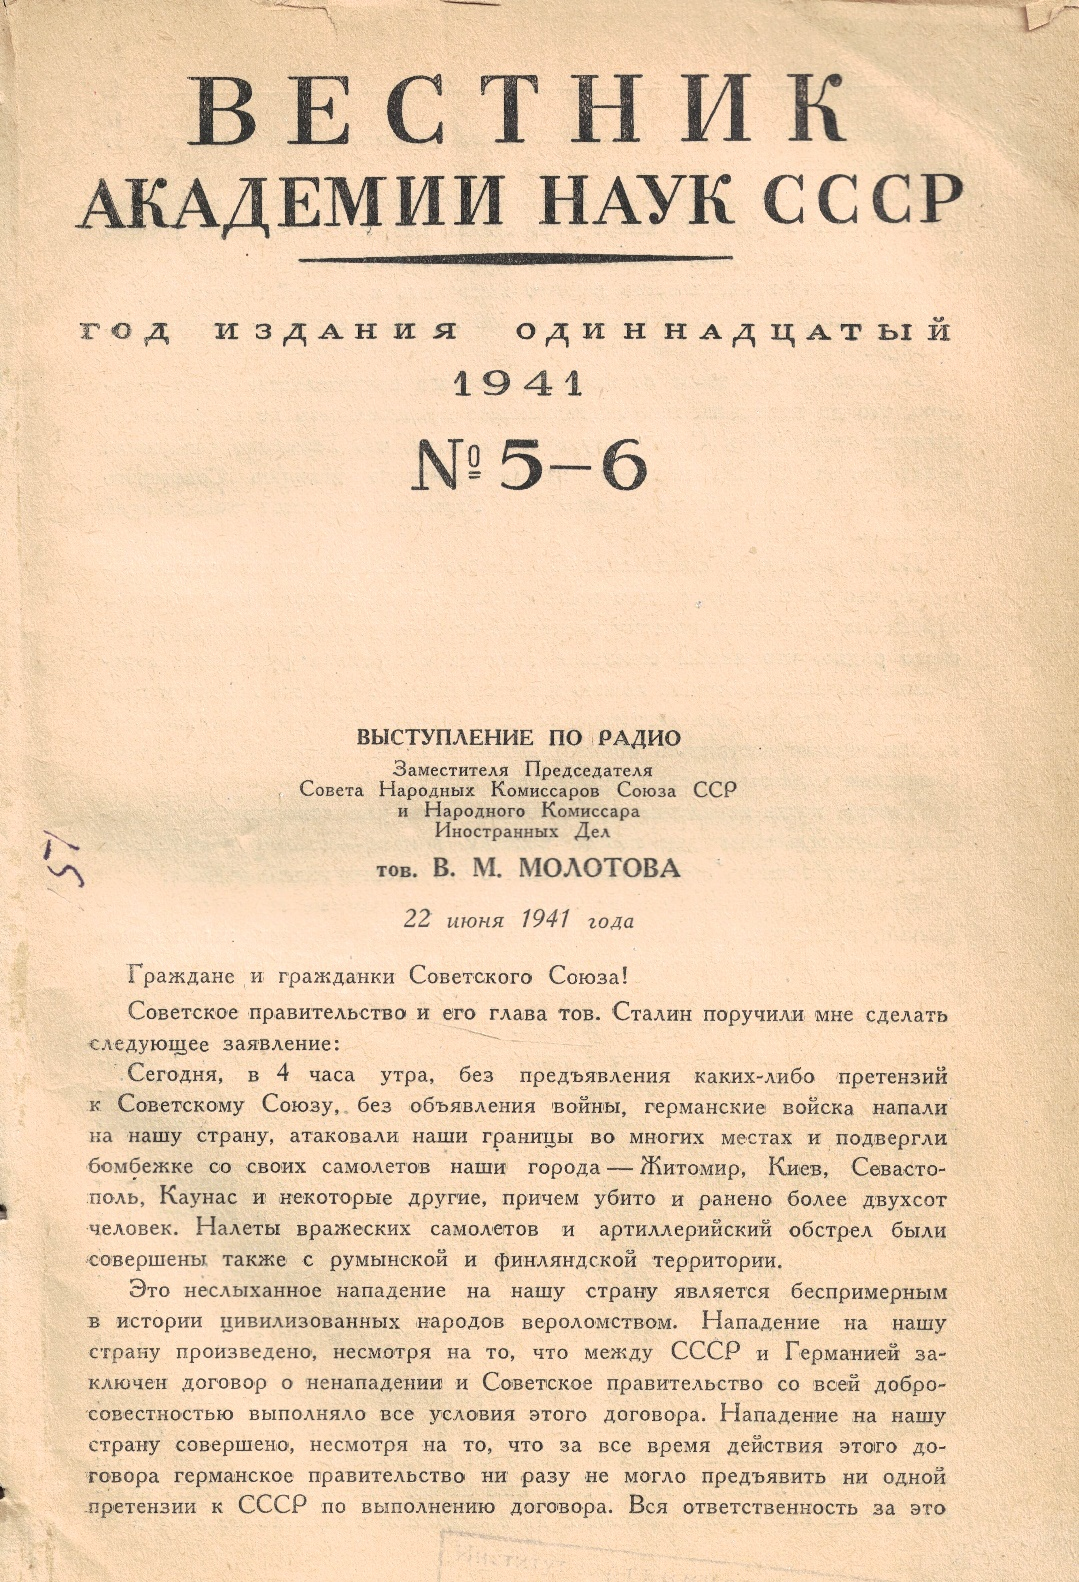 ВЕСТНИК
АКАДЕМИИ НАУК СССР
ГОД ИЗДАНИЯ ОДИННАДЦАТЫЙ
1941
№ 5—6
ВЫСТУПЛЕНИЕ ПО РАДИО
Заместителя Председателя
Совета Народных Комиссаров Союза ССР
и Народного Комиссара
Иностранных Дел
тов. В. М. МОЛОТОВА
22 июня 1941 года
Граждане и гражданки Советского Союза!
Советское правительство и его глава тов. Сталин поручили мне сделать
следующее заявление:
Сегодня, в 4 часа утра, без предъявления каких-либо претензий
к Советскому Союзу, без объявления войны, германские войска напали
на нашу страну, атаковали наши границы во многих местах и подвергли
бомбежке со своих самолетов наши города — Житомир, Киев, Севасто-
поль, Каунас и некоторые другие, причем убито и ранено более двухсот
человек. Налеты вражеских самолетов и артиллерийский обстрел были
совершены также с румынской и финляндской территории.
Это неслыханное нападение на нашу страну является беспримерным
в истории цивилизованных народов вероломством. Нападение на нашу
страну произведено, несмотря на то, что между СССР и Германией за-
ключен договор о ненападении и Советское правительство со всей добро-
совестностью выполняло все условия этого договора. Нападение на нашу
страну совершено, несмотря на то, что за все время действия этого до-
говора германское правительство ни разу не могло предъявить ни одной
претензии к СССР по выполнению договора. Вся ответственность за это